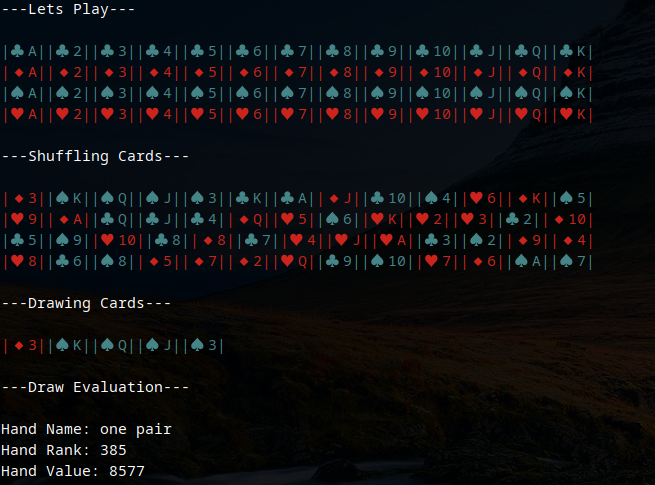 ---Lets Play---
|♣ A||♣ 2||♣ 3||♣ 4||♣ 5||♣ 6||♣ 7||♣ 8||♣ 9||♣ 10||♣ J||♣ Q||♣ K|
|♦ A||♦ 2||♦ 3||♦ 4||♦ 5||♦ 6||♦ 7||♦ 8||♦ 9||♦ 10||♦ J||♦ Q||♦ K|
|♠ A||♠ 2||♠ 3||♠ 4||♠ 5||♠ 6||♠ 7||♠ 8||♠ 9||♠ 10||♠ J||♠ Q||♠ K|
|♥ A||♥ 2||♥ 3||♥ 4||♥ 5||♥ 6||♥ 7||♥ 8||♥ 9||♥ 10||♥ J||♥ Q||♥ K|
---Shuffling Cards---
|♦ 3||♠ K||♠ Q||♠ J||♠ 3||♣ K||♣ A||♦ J||♣ 10||♠ 4||♥ 6||♦ K||♠ 5|
|♥ 9||♦ A||♣ Q||♣ J||♣ 4||♦ Q||♥ 5||♠ 6||♥ K||♥ 2||♥ 3||♣ 2||♦ 10|
|♣ 5||♠ 9||♥ 10||♣ 8||♦ 8||♣ 7||♥ 4||♥ J||♥ A||♣ 3||♠ 2||♦ 9||♦ 4|
|♥ 8||♣ 6||♠ 8||♦ 5||♦ 7||♦ 2||♥ Q||♣ 9||♠ 10||♥ 7||♦ 6||♠ A||♠ 7|
---Drawing Cards---
|♦ 3||♠ K||♠ Q||♠ J||♠ 3|
---Draw Evaluation---
Hand Name: one pair
Hand Rank: 385
Hand Value: 8577